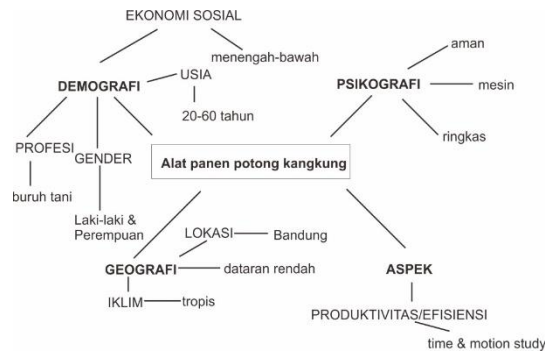 EKONOMI SOSIAL
menengah-bawah
aman
DEMOGRAFI
USIA
PSIKOGRAFI
mesin
20-60 tahun
ringkas
PROFESI
GENDER
Alat panen potong kangkung
buruh tani
Laki-laki &
Perempuan
LOKASI
Bandung
GEOGRAFI
dataran rendah
ASPEK
IKLIM
tropis
PRODUKTIVITAS/EFISIENSI
time & motion study